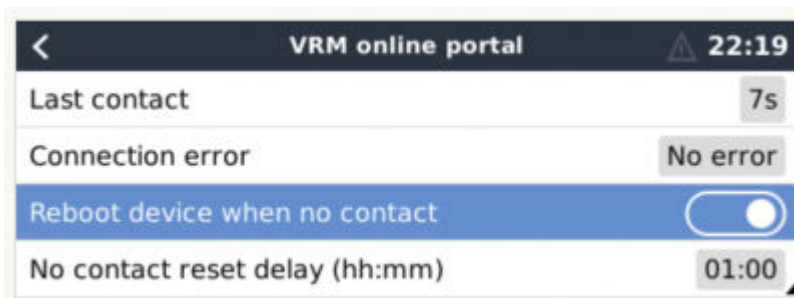 VRM online portal 22:19
Last contact 7s
Connection error No error
Reboot device when no contact
No contact reset delay (hh:mm) 01:00